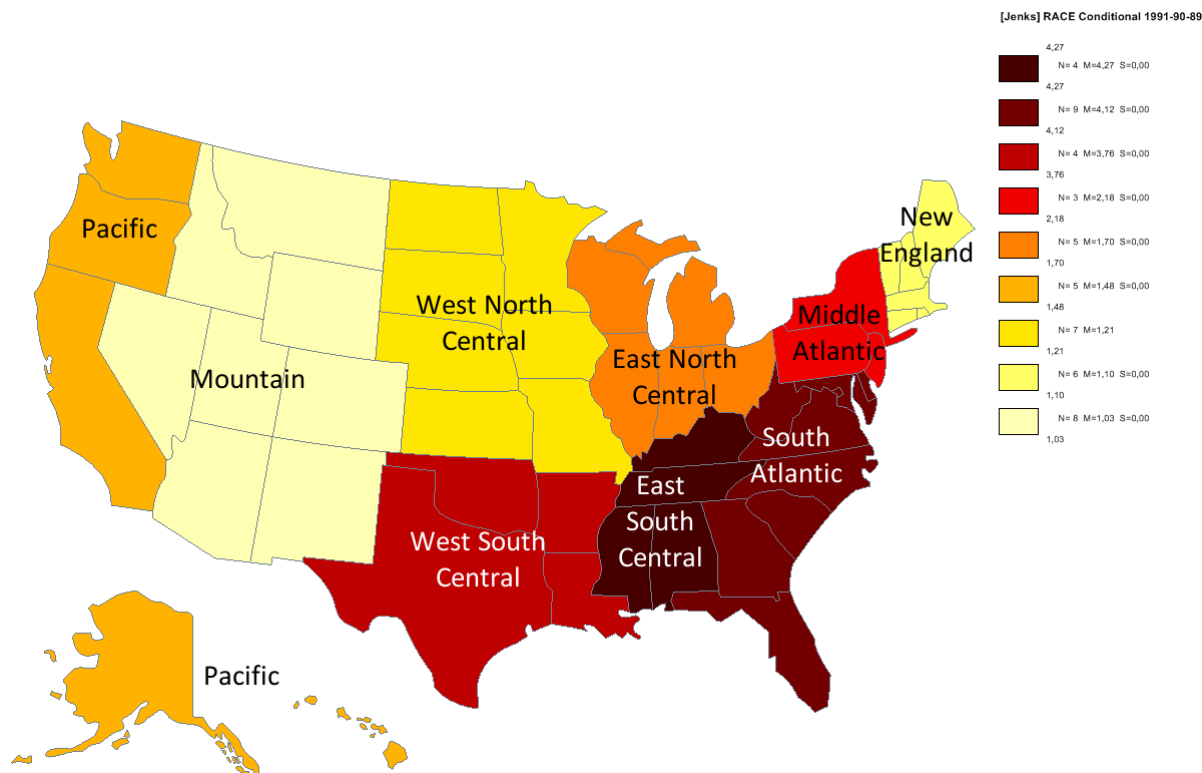 [Jenks] RACE Conditional 1991-90-89
4,27
N= 4 M=4,27 S=0,00
4,27
N= 9 M=4,12 S=0,00
4,12
N= 4 M=3,76 S=0,00
3,76
N= 3 M=2,18 S=0,00
2,18
N= 5 M=1,70 S=0,00
1,70
N= 5 M=1,48 S=0,00
1,48
N= 7 M=1,21
1,21
N= 6 M=1,10 S=0,00
1,10
N= 8 M=1,03 S=0,00
1,03
Pacific
Mountain
West North
Central
East North
Central
New
England
Middle
Atlantic
South
Atlantic
East
South
Central
West South
Central
Pacific